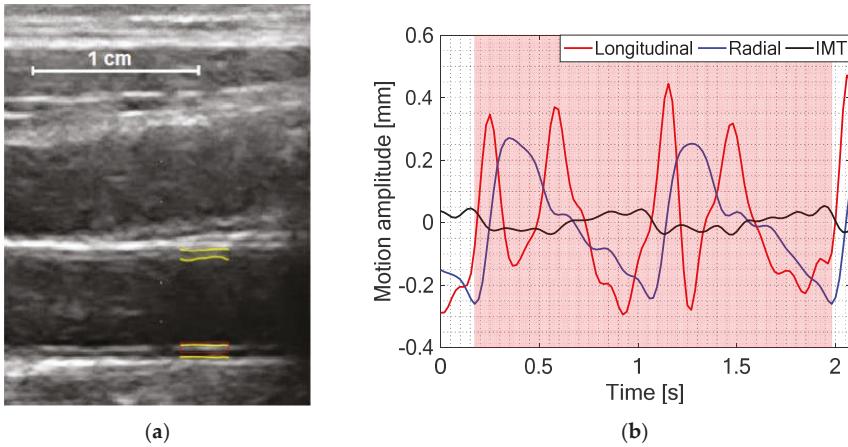 1 cm
(a)
0.6
0.4
0.2
0
-0.2
-0.4
Motion amplitude [mm]
Longitudinal Radial IMT
0 0.5 1 1.5 2
Time [s]
(b)